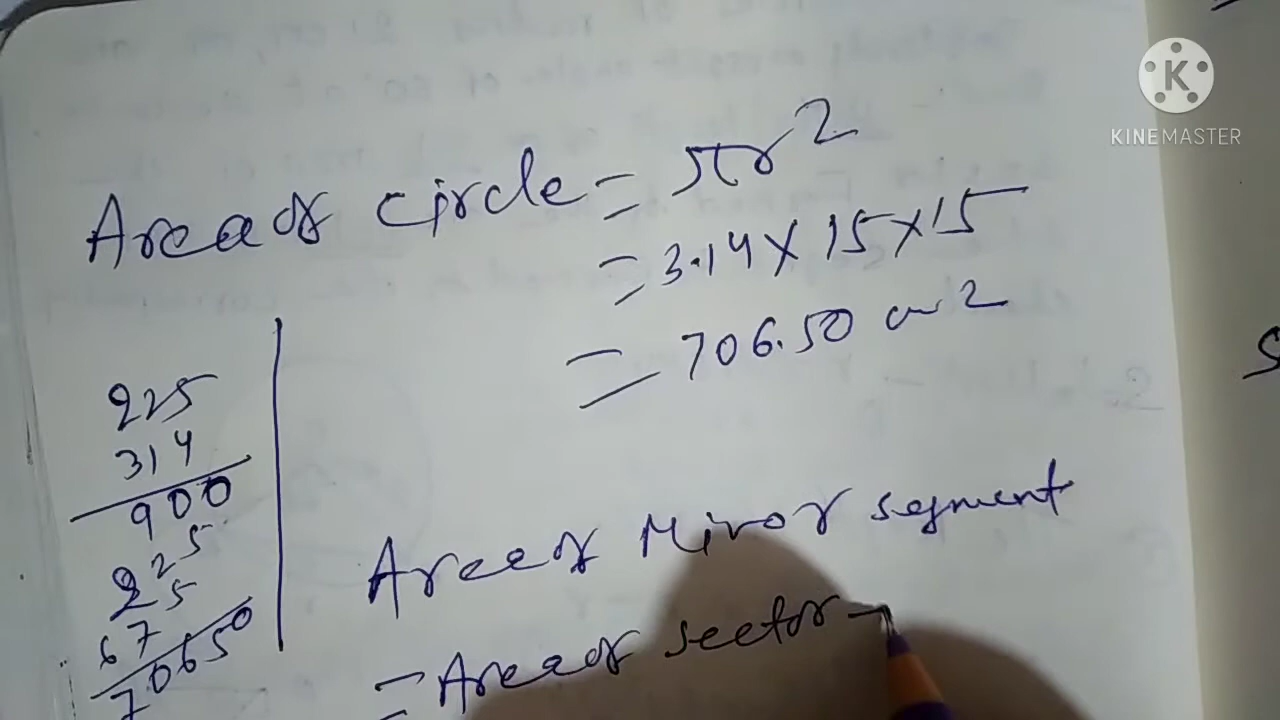 KINEMASTER
Area of circle = πr²
= 3.14 × 15 × 15
= 706.50 cm²
225
314
900
225
675
70650
Area of Minor segment
= Area of sector -